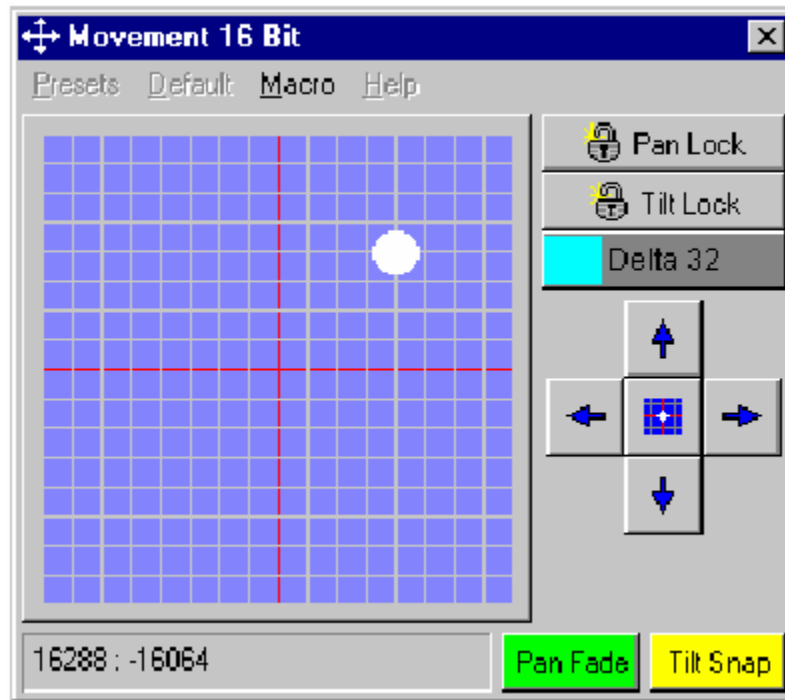 Movement 16 Bit
Presets Default Macro Help
Pan Lock
Tilt Lock
Delta 32
16288 : -16064
Pan Fade
Tilt Snap